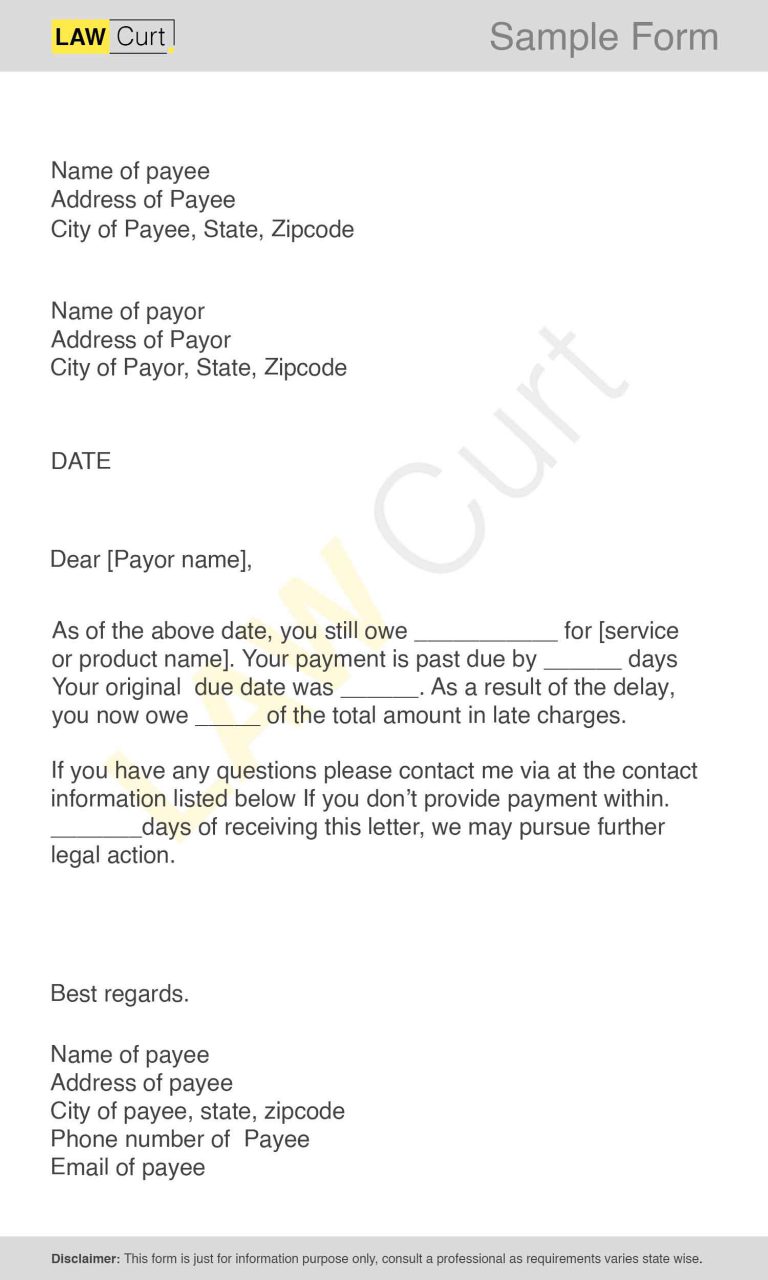 LAW Curt
Sample Form
Name of payee
Address of Payee
City of Payee, State, Zipcode
Name of payor
Address of Payor
City of Payor, State, Zipcode
DATE
Dear [Payor name],
As of the above date, you still owe ___________ for [service
or product name]. Your payment is past due by ______ days
Your original  due date was ______. As a result of the delay,
you now owe _____ of the total amount in late charges.
If you have any questions please contact me via at the contact
information listed below If you don’t provide payment within.
_______days of receiving this letter, we may pursue further
legal action.
LAW Curt
Best regards.
Name of payee
Address of payee
City of payee, state, zipcode
Phone number of  Payee
Email of payee
Disclaimer: This form is just for information purpose only, consult a professional as requirements varies state wise.